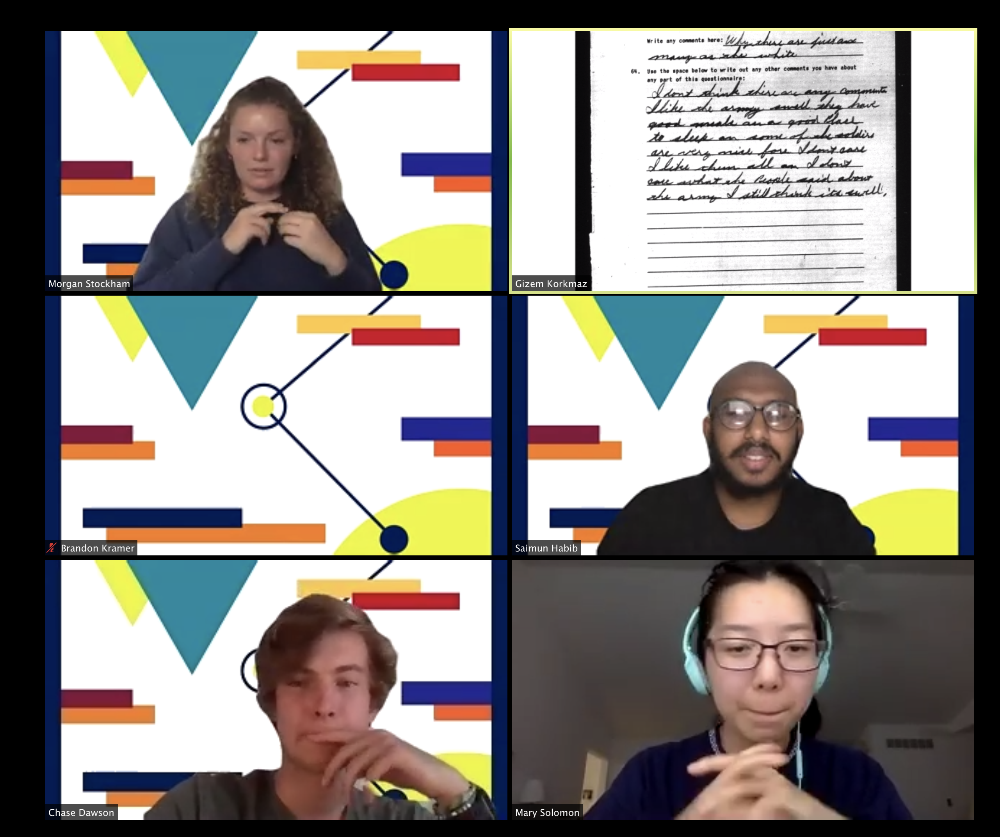 Morgan Stockham
Write any comments here: Why there are just as
many as the white
64. Use the space below to write out any other comments you have about
any part of this questionnaire:
I dont think there are any comments
I like the army swell they have
good meals an a good Place
to sleep an some of the soldirs
are very nice fore I dont care
I like them all an I dont
care what the People said about
the army I still think its swell,
Gizem Korkmaz
Brandon Kramer
Saimun Habib
Chase Dawson
Mary Solomon